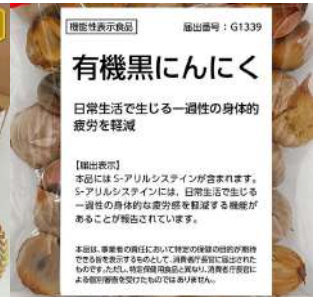 機能性表示食品
届出番号：G1339
有機黒にんにく
日常生活で生じる一過性の身体的
疲労を軽減
【届出表示】
本品にはS-アリルシステインが含まれます。
S-アリルシステインには、日常生活で生じる
一過性の身体的な疲労を軽減する機能が
あることが報告されています。
本品は、事業者の責任において特定の保健の目的が期待
できる旨を表示するものとして、消費者庁長官に届出された
ものです。ただし、特定保健用食品と異なり、消費者庁長官に
よる個別審査を受けたものではありません。